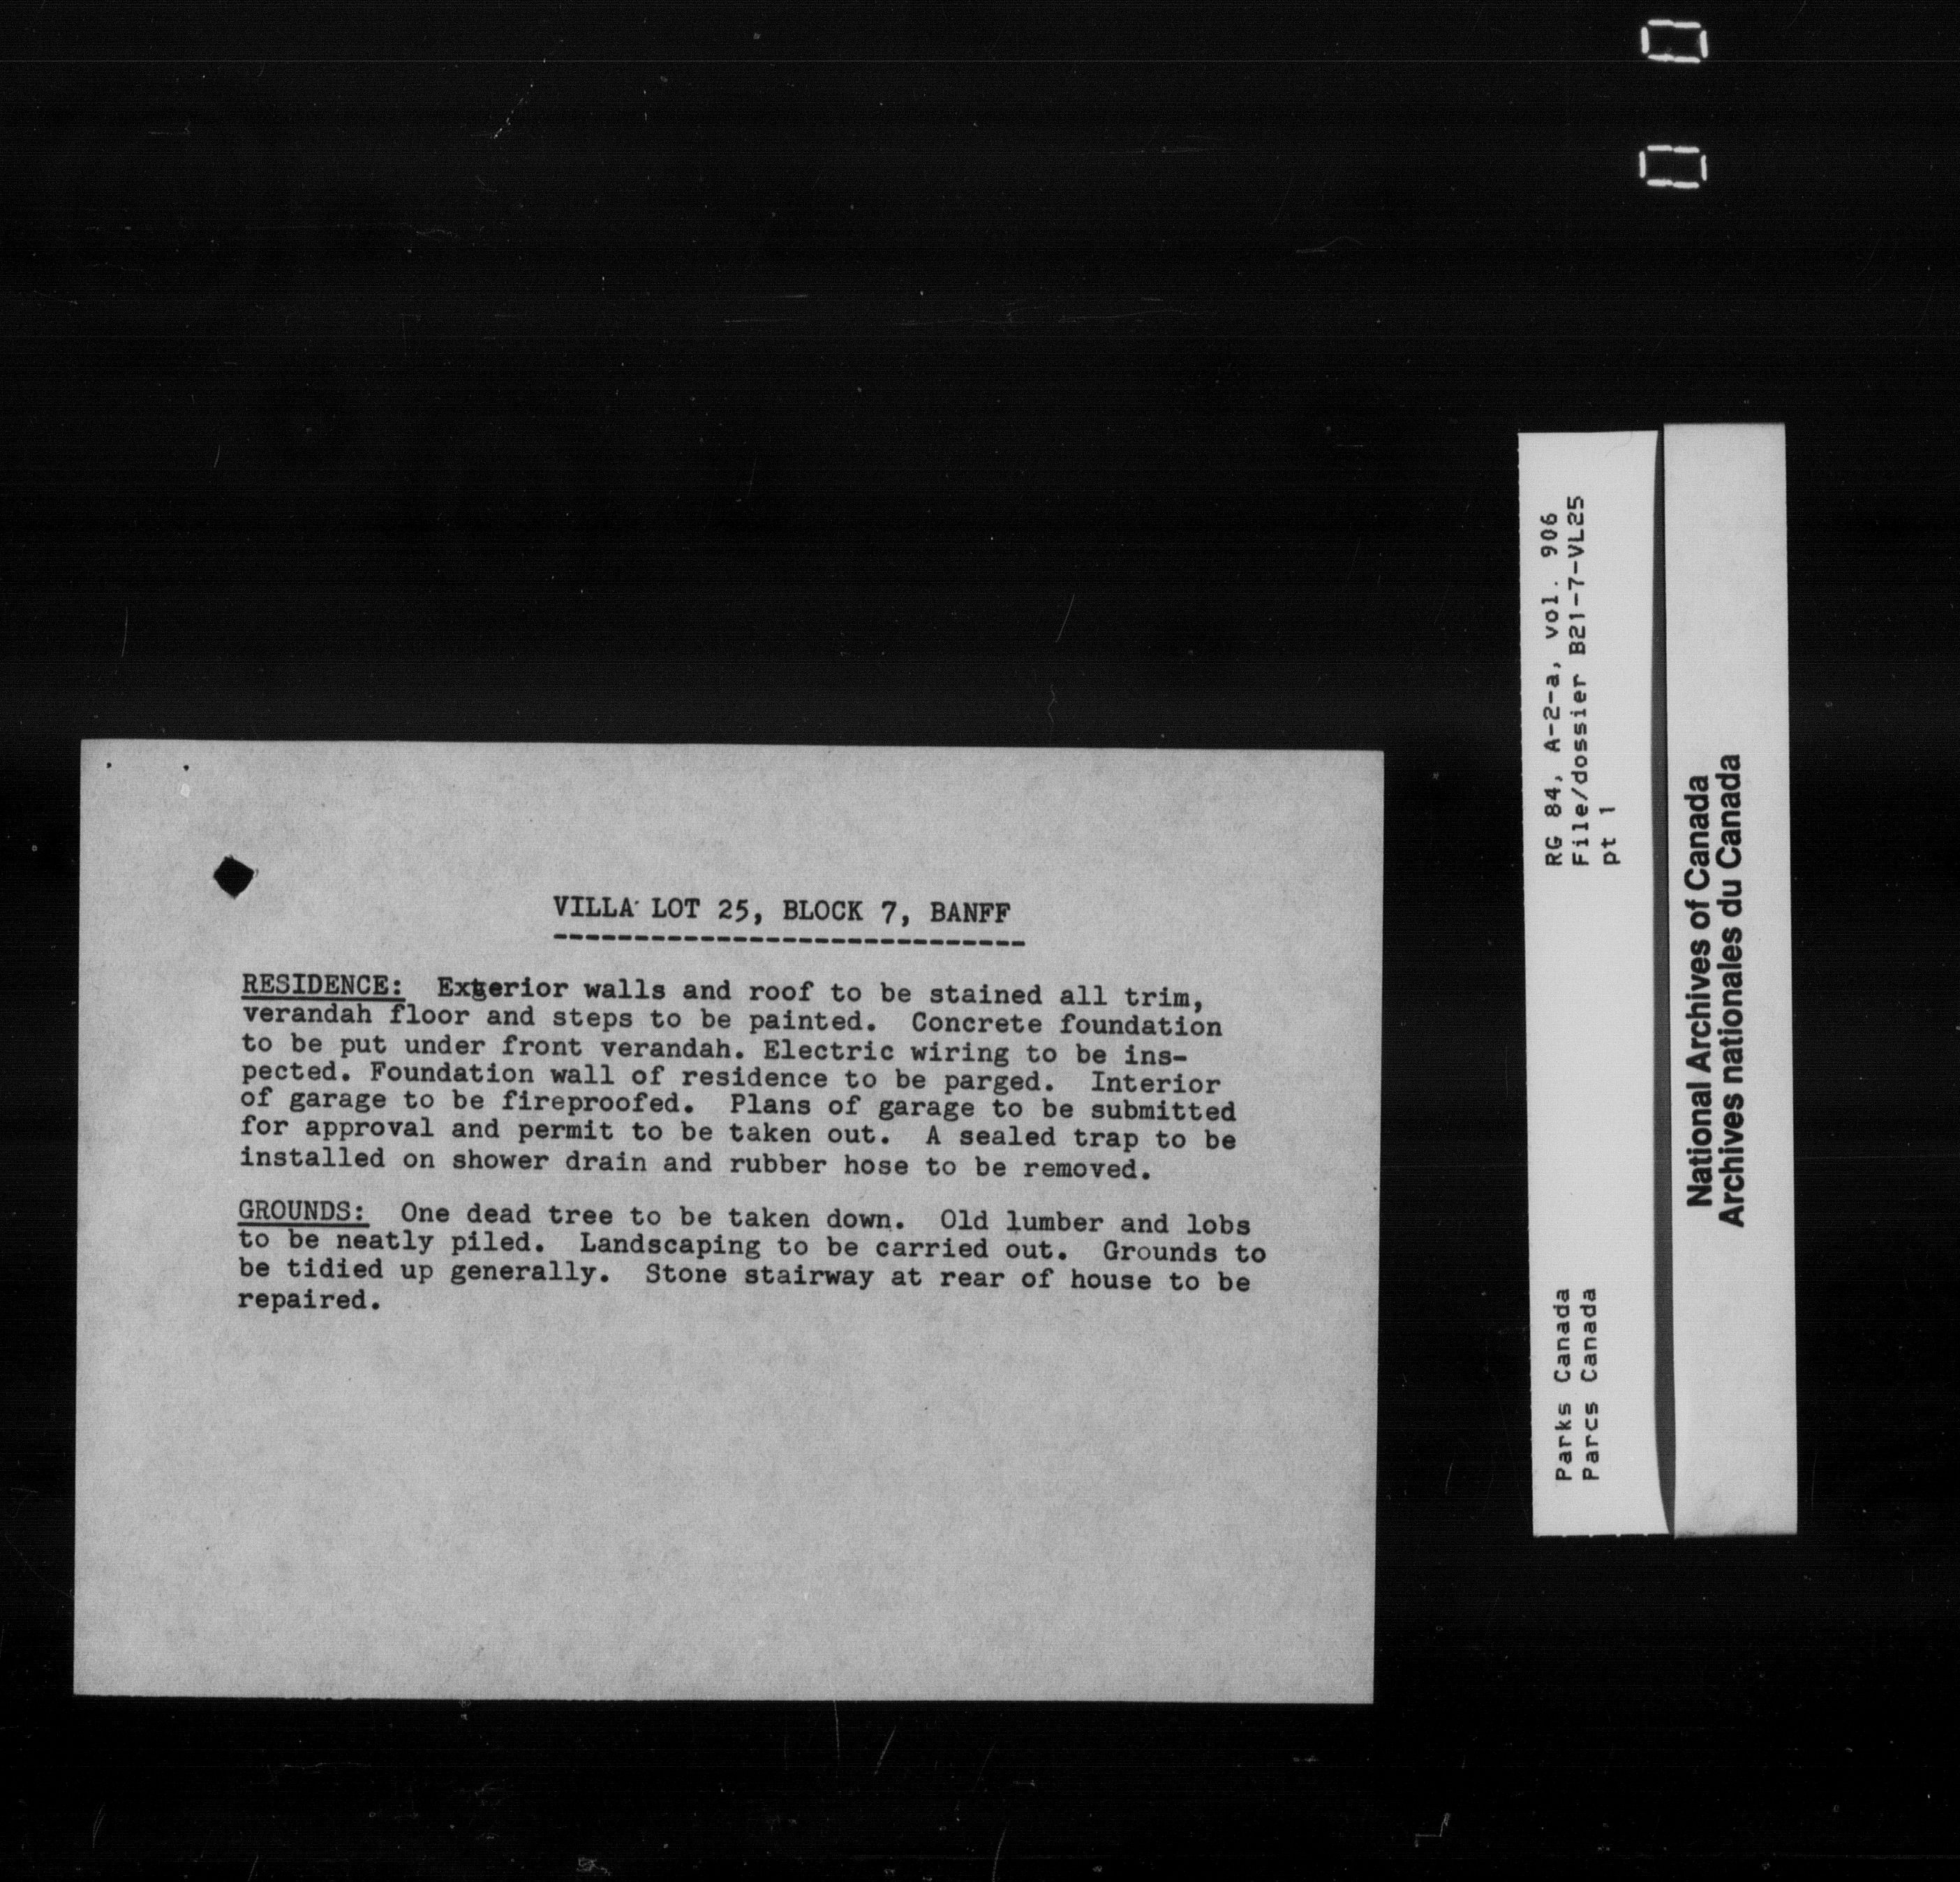 VILLA LOT 25, BLOCK 7, BANFF
RESIDENCE: Exterior walls and roof to be stained all trim,
verandah floor and steps to be painted. Concrete foundation
to be put under front verandah. Electric wiring to be ins-
pected. Foundation wall of residence to be parged. Interior
of garage to be fireproofed. Plans of garage to be submitted
for approval and permit to be taken out. A sealed trap to be
installed on shower drain and rubber hose to be removed.
GROUNDS: One dead tree to be taken down. Old lumber and lobs
to be neatly piled. Landscaping to be carried out. Grounds to
be tidied up generally. Stone stairway at rear of house to be
repaired.
RG 84, A-2-a, vol. 906
File/dossier B21-7-VL25
pt 1
Parks Canada
Parcs Canada
National Archives of Canada
Archives nationales du Canada
00